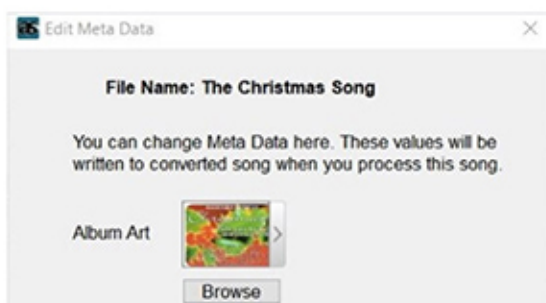 Edit Meta Data
File Name: The Christmas Song
You can change Meta Data here. These values will be
written to converted song when you process this song.
Album Art
Browse